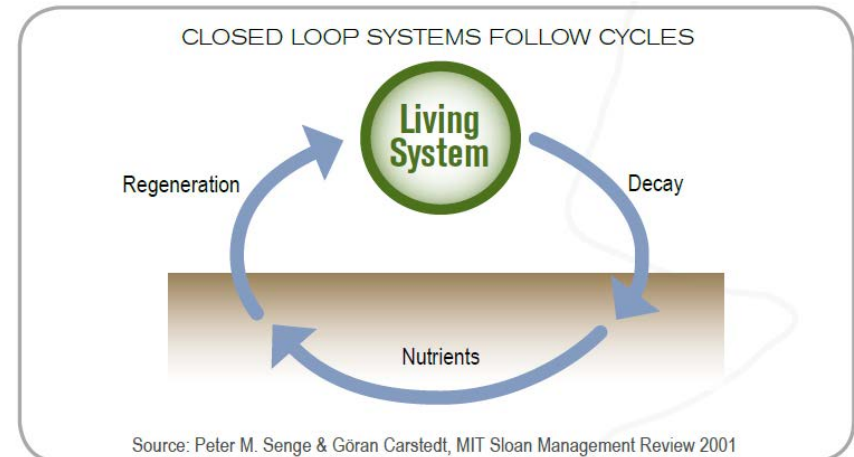 CLOSED LOOP SYSTEMS FOLLOW CYCLES
Living
System
Regeneration
Decay
Nutrients
Source: Peter M. Senge & Göran Carstedt, MIT Sloan Management Review 2001